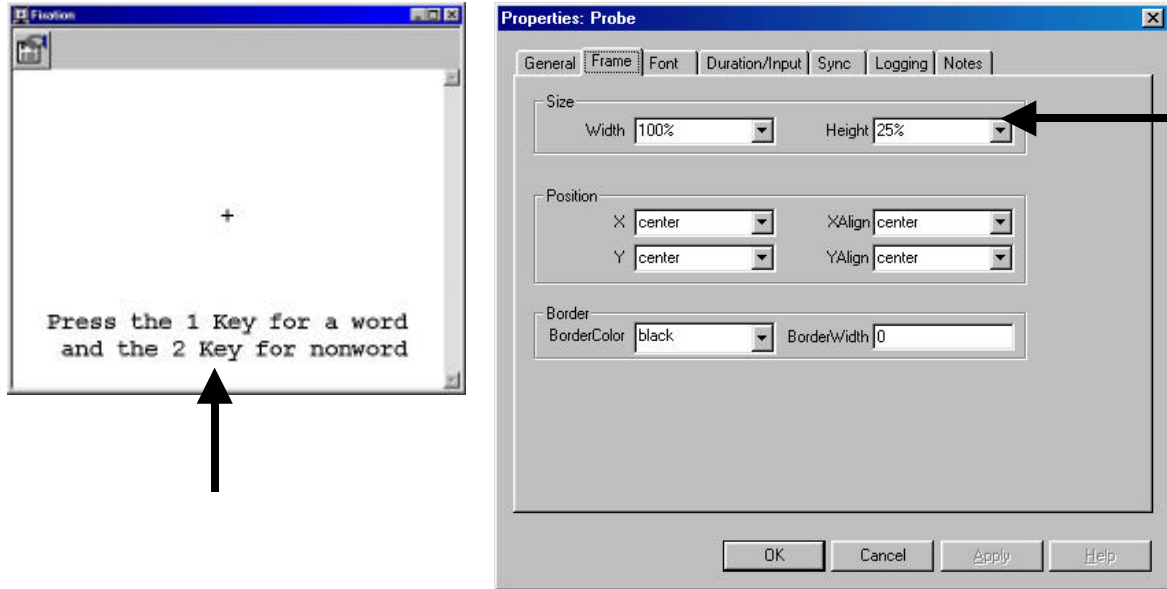 Fixation
+
Press the 1 Key for a word
and the 2 Key for nonword
Properties: Probe
General Frame Font Duration/Input Sync Logging Notes
Size
Width 100% Height 25%
Position
X center XAlign center
Y center YAlign center
Border
BorderColor black BorderWidth 0
OK Cancel Apply Help